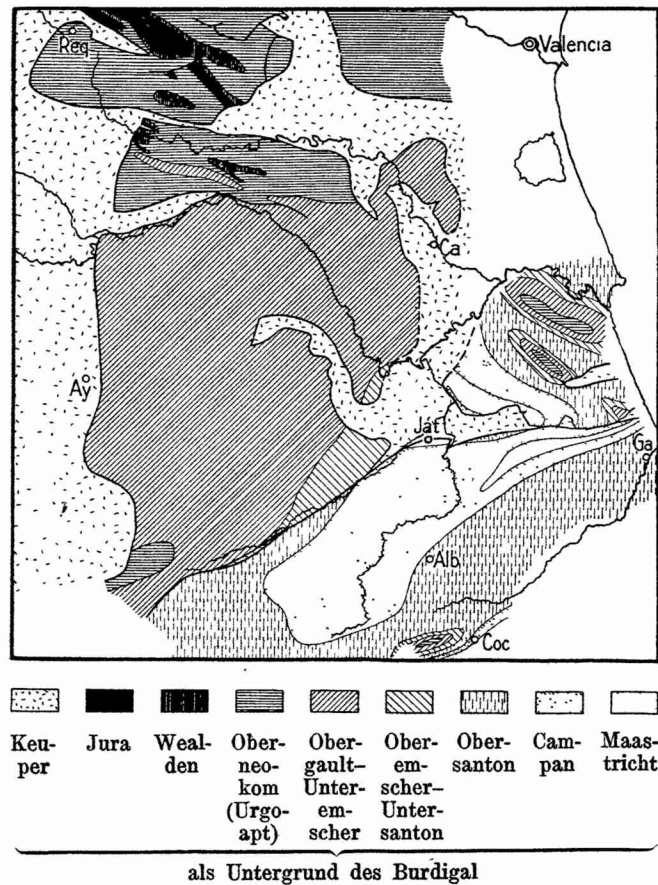 Req
Valencia
Ca
Ay
Ját
Ga
Alb
Coc
Keu-
per
Jura
Weal-
den
Ober-
neo-
kom
(Urgo-
apt)
Ober-
gault–
Unter-
em-
scher
Ober-
em-
scher–
Unter-
santon
Ober-
santon
Cam-
pan
Maas-
tricht
als Untergrund des Burdigal